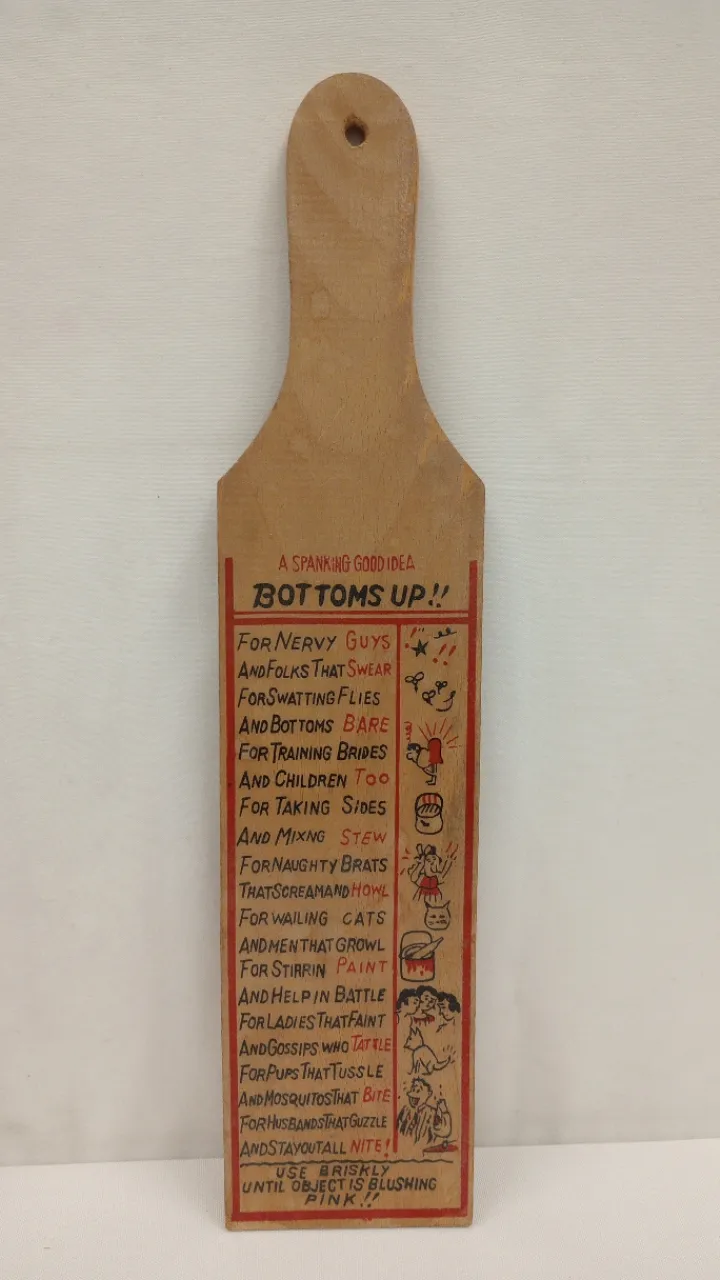 A SPANKING GOOD IDEA
BOTTOMS UP!!
FOR NERVY GUYS
AND FOLKS THAT SWEAR
FOR SWATTING FLIES
AND BOTTOMS BARE
FOR TRAINING BRIDES
AND CHILDREN TOO
FOR TAKING SIDES
AND MIXNG STEW
FOR NAUGHTY BRATS
THAT SCREAM AND HOWL
FOR WAILING CATS
AND MEN THAT GROWL
FOR STIRRIN PAINT
AND HELP IN BATTLE
FOR LADIES THAT FAINT
AND GOSSIPS WHO TATTLE
FOR PUPS THAT TUSSLE
AND MOSQUITOS THAT BITE
FOR HUSBANDS THAT GUZZLE
AND STAY OUT ALL NITE!
USE BRISKLY
UNTIL OBJECT IS BLUSHING
PINK!!